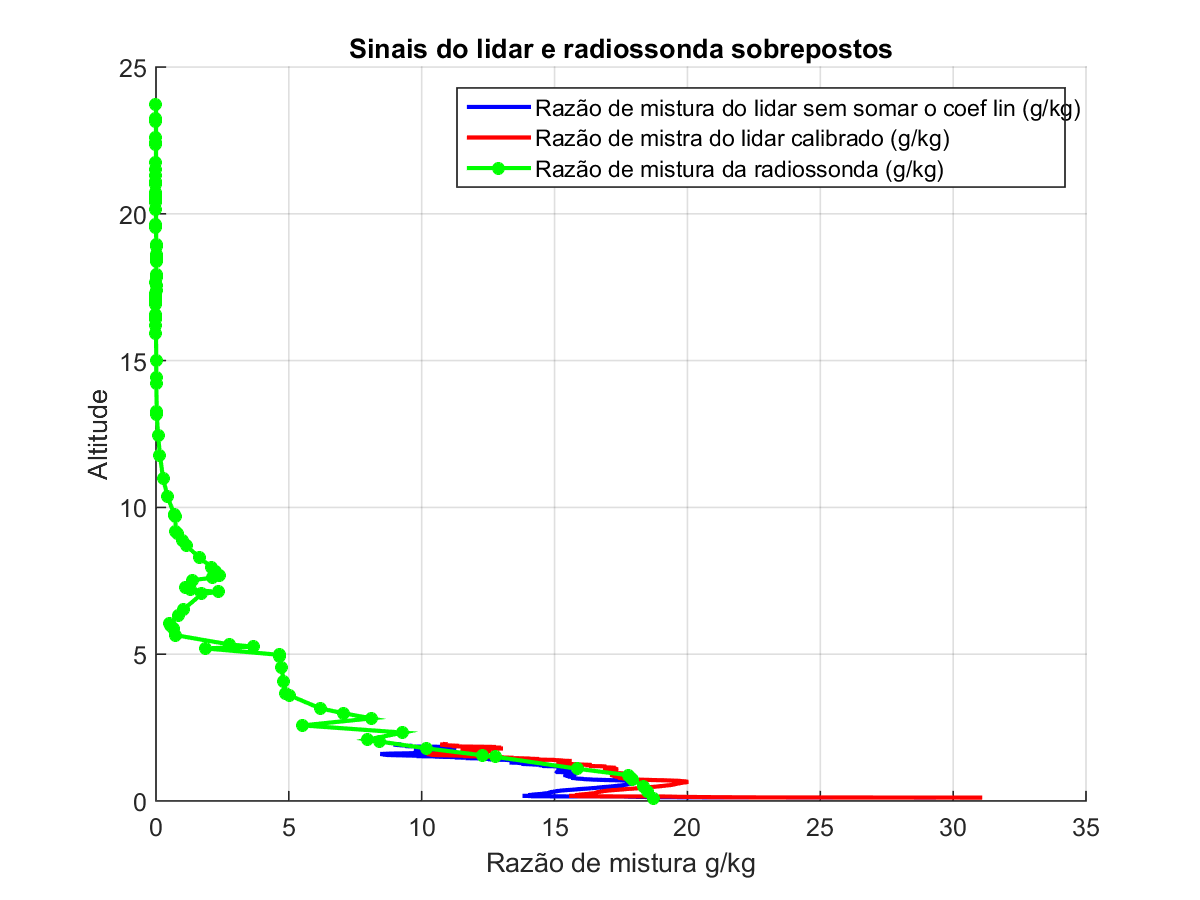 Sinais do lidar e radiossonda sobrepostos
25
Razão de mistura do lidar sem somar o coef lin (g/kg)
Razão de mistra do lidar calibrado (g/kg)
Razão de mistura da radiossonda (g/kg)
20
15
Altitude
10
5
0
0 5 10 15 20 25 30 35
Razão de mistura g/kg